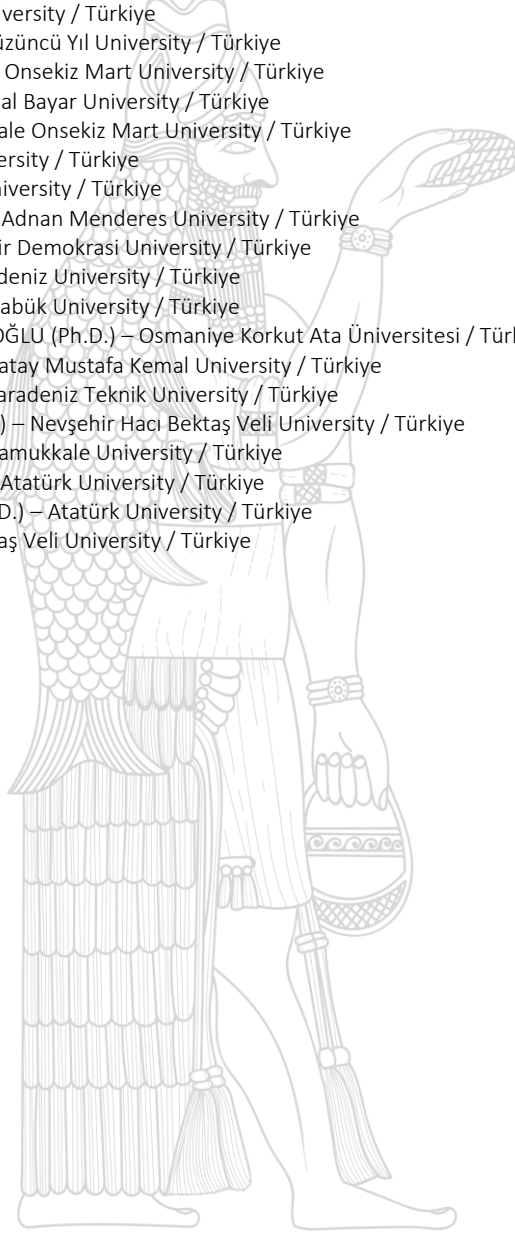 versity / Türkiye
üzüncü Yıl University / Türkiye
Onsekiz Mart University / Türkiye
al Bayar University / Türkiye
ale Onsekiz Mart University / Türkiye
ersity / Türkiye
niversity / Türkiye
Adnan Menderes University / Türkiye
ir Demokrasi University / Türkiye
deniz University / Türkiye
abük University / Türkiye
OĞLU (Ph.D.) – Osmaniye Korkut Ata Üniversitesi / Tür
atay Mustafa Kemal University / Türkiye
aradeniz Teknik University / Türkiye
) – Nevşehir Hacı Bektaş Veli University / Türkiye
amukkale University / Türkiye
Atatürk University / Türkiye
D.) – Atatürk University / Türkiye
aş Veli University / Türkiye